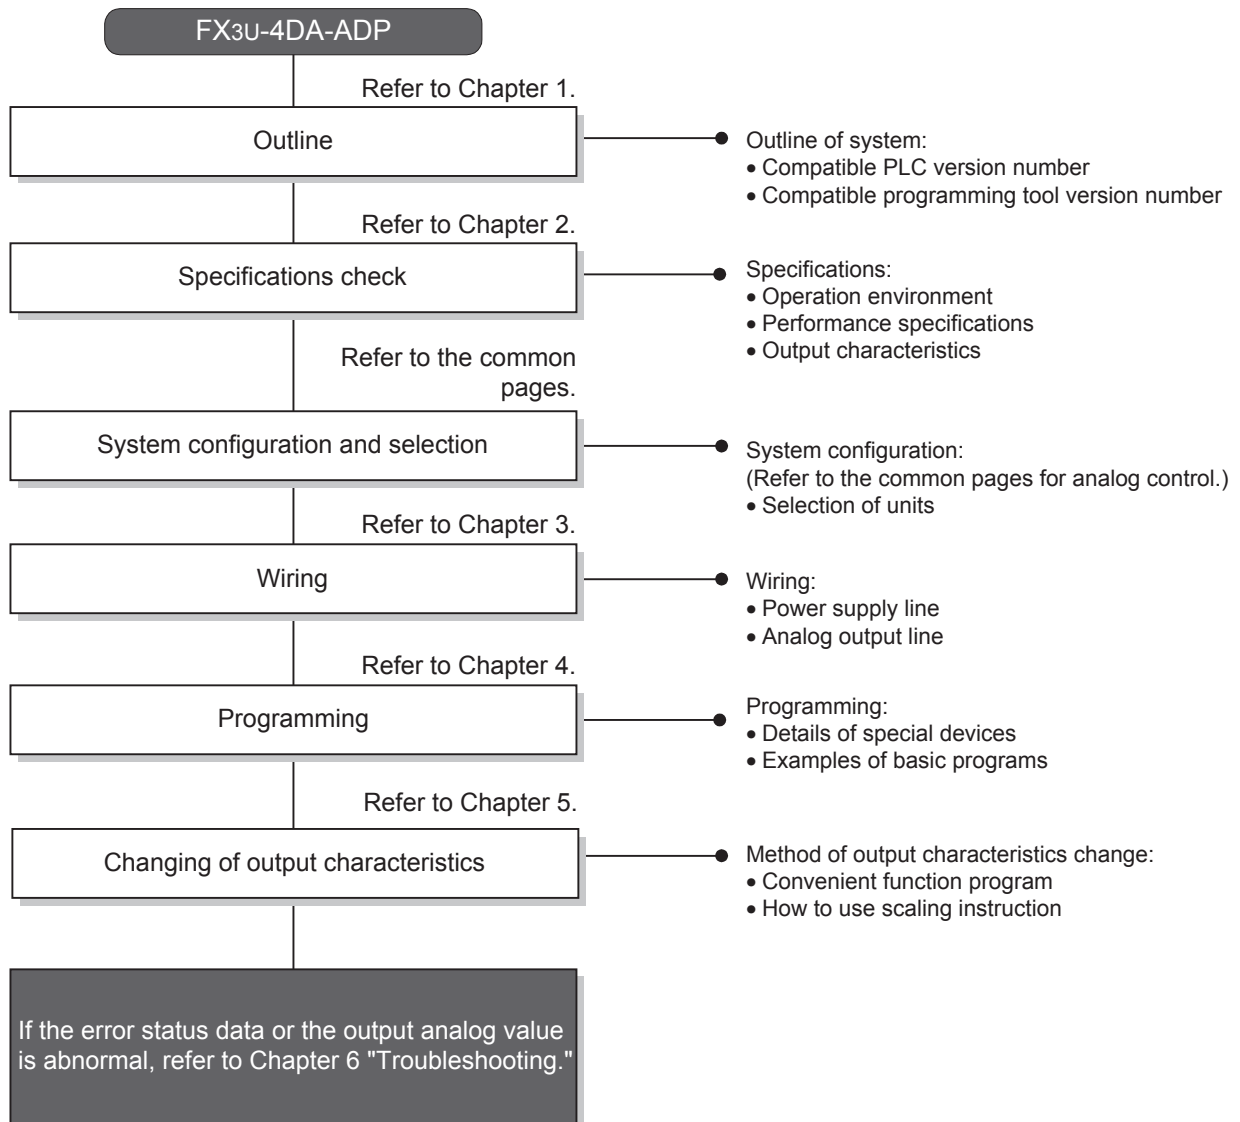 FX3U-4DA-ADP
Refer to Chapter 1.
Outline
Outline of system:
• Compatible PLC version number
• Compatible programming tool version number
Refer to Chapter 2.
Specifications check
Specifications:
• Operation environment
• Performance specifications
• Output characteristics
Refer to the common
pages.
System configuration and selection
System configuration:
(Refer to the common pages for analog control.)
• Selection of units
Refer to Chapter 3.
Wiring
Wiring:
• Power supply line
• Analog output line
Refer to Chapter 4.
Programming
Programming:
• Details of special devices
• Examples of basic programs
Refer to Chapter 5.
Changing of output characteristics
Method of output characteristics change:
• Convenient function program
• How to use scaling instruction
If the error status data or the output analog value
is abnormal, refer to Chapter 6 "Troubleshooting."